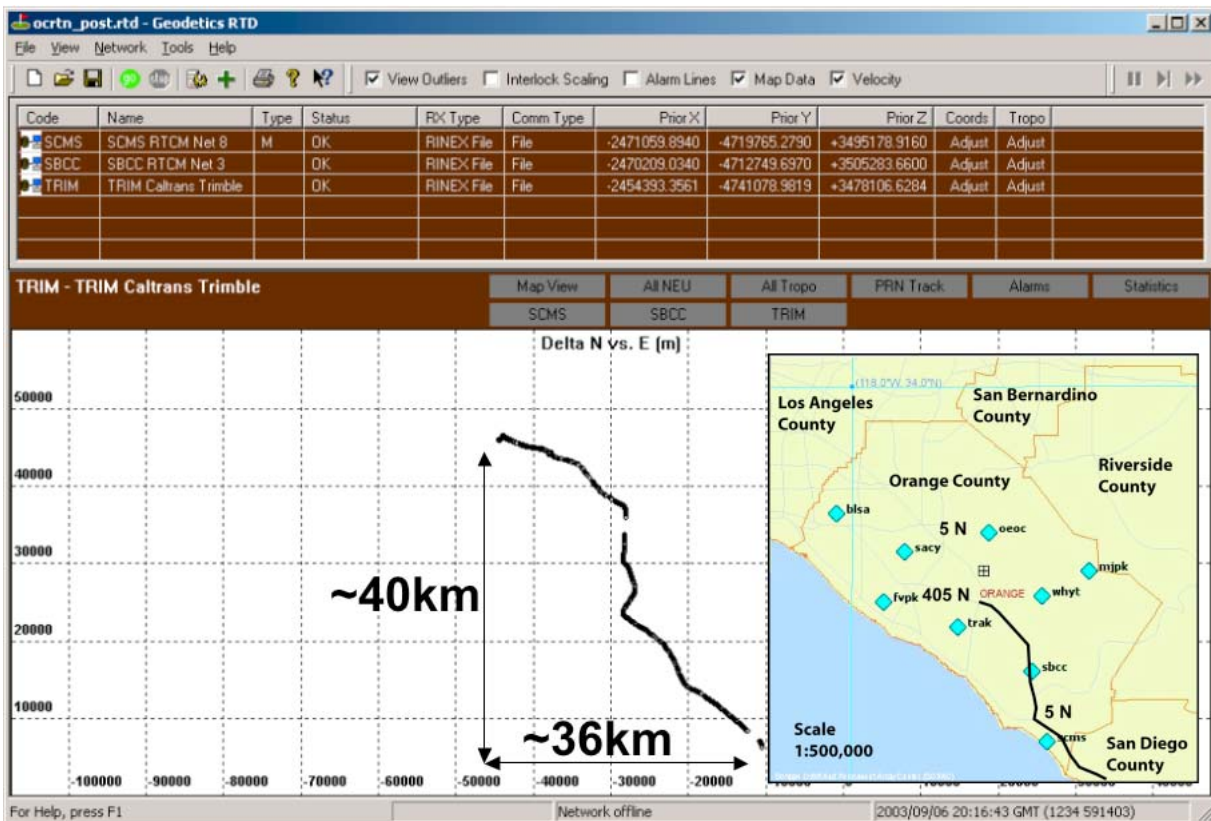 ocrtn_post.rtd - Geodetics RTD
File View Network Tools Help
View Outliers Interlock Scaling Alarm Lines Map Data Velocity
Code Name Type Status RX Type Comm Type Prior X Prior Y Prior Z Coords Tropo
SCMS SCMS RTCM Net 8 M OK RINEX File File -2471059.8940 -4719765.2790 +3495178.9160 Adjust Adjust
SBCC SBCC RTCM Net 3 OK RINEX File File -2470209.0340 -4712749.6970 +3505283.6600 Adjust Adjust
TRIM TRIM Caltrans Trimble OK RINEX File File -2454393.3561 -4741078.9819 +3478106.6284 Adjust Adjust
TRIM - TRIM Caltrans Trimble
Map View All NEU All Tropo PRN Track Alarms Statistics
SCMS SBCC TRIM
Delta N vs. E (m)
50000
40000
30000
20000
10000
~40km
~36km
-100000 -90000 -80000 -70000 -60000 -50000 -40000 -30000 -20000
(118.0°W, 34.0°N)
Los Angeles County
San Bernardino County
Riverside County
Orange County
blsa
5 N
oeoc
sacy
mjpk
fvpk
405 N
ORANGE
whyt
trak
sbcc
5 N
scms
Scale
1:500,000
San Diego County
For Help, press F1
Network offline
2003/09/06 20:16:43 GMT (1234 591403)